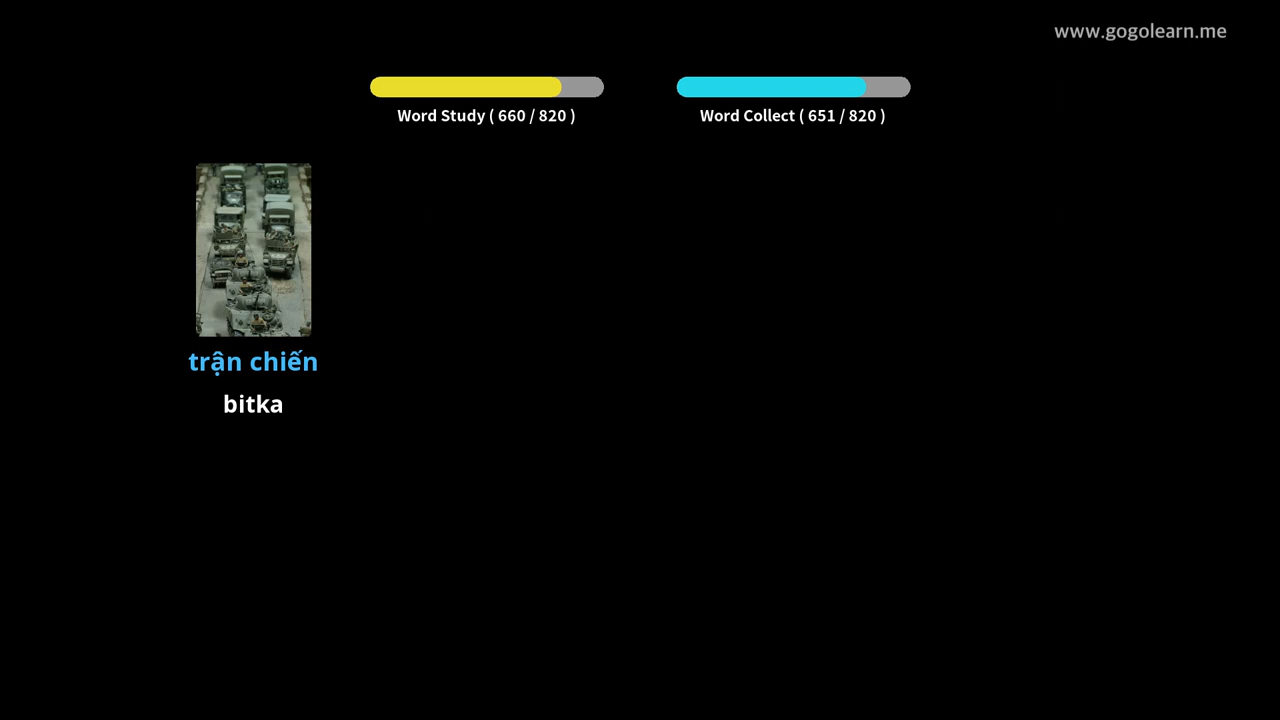 www.gogolearn.me
Word Study ( 660 / 820 )
Word Collect ( 651 / 820 )
trận chiến
bitka